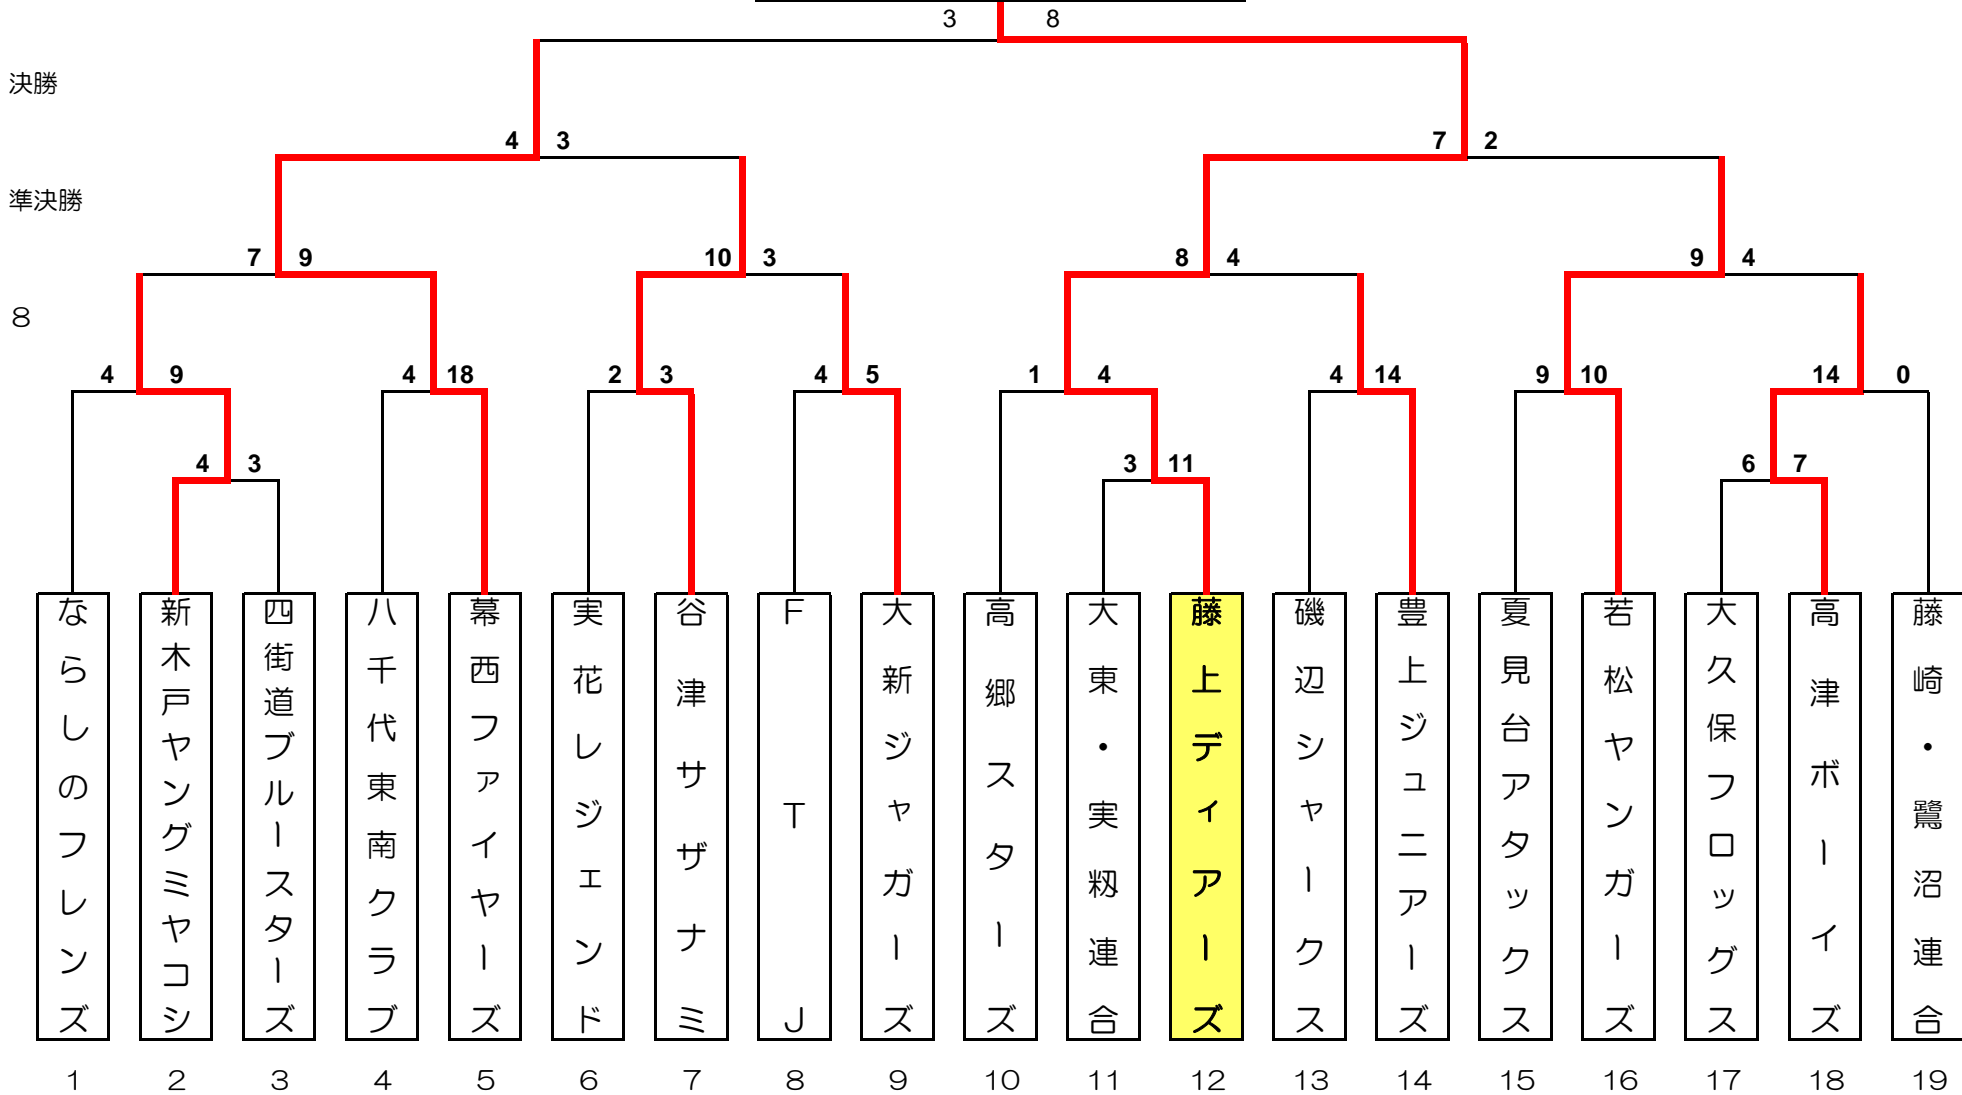 3 8
決勝
4 3 7 2
準決勝
7 9 10 3 8 4 9 4
8
4 9 4 18 2 3 4 5 1 4 4 14 9 10 14 0
4 3 3 11 6 7
ならしのフレンズ
新木戸ヤングミヤコシ
四街道ブルースターズ
八千代東南クラブ
幕西ファイヤーズ
実花レジェンド
谷津サザナミ
FTJ
大新ジャガーズ
高郷スターズ
大東・実籾連合
藤上ディアーズ
磯辺シャークス
豊上ジュニアーズ
夏見台アタックス
若松ヤンガーズ
大久保フロッグス
高津ボーイズ
藤崎・鷺沼連合
1 2 3 4 5 6 7 8 9 10 11 12 13 14 15 16 17 18 19